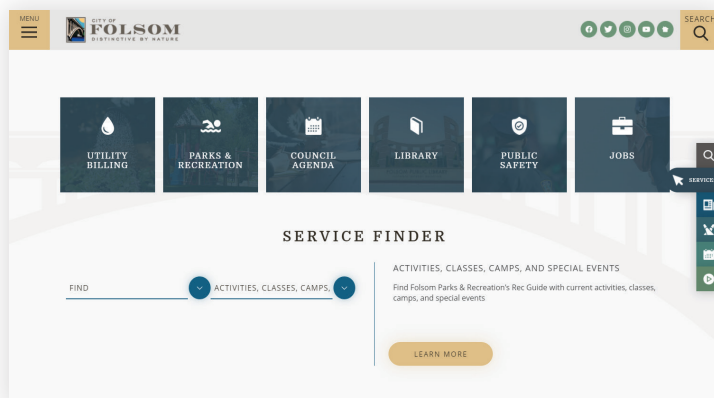 MENU
CITY OF
FOLSOM
DISTINCTIVE BY NATURE
SEARCH
UTILITY
BILLING
PARKS &
RECREATION
COUNCIL
AGENDA
LIBRARY
PUBLIC
SAFETY
JOBS
SERVICE
SERVICE FINDER
FIND
ACTIVITIES, CLASSES, CAMPS,
ACTIVITIES, CLASSES, CAMPS, AND SPECIAL EVENTS
Find Folsom Parks & Recreation's Rec Guide with current activities, classes,
camps, and special events
LEARN MORE